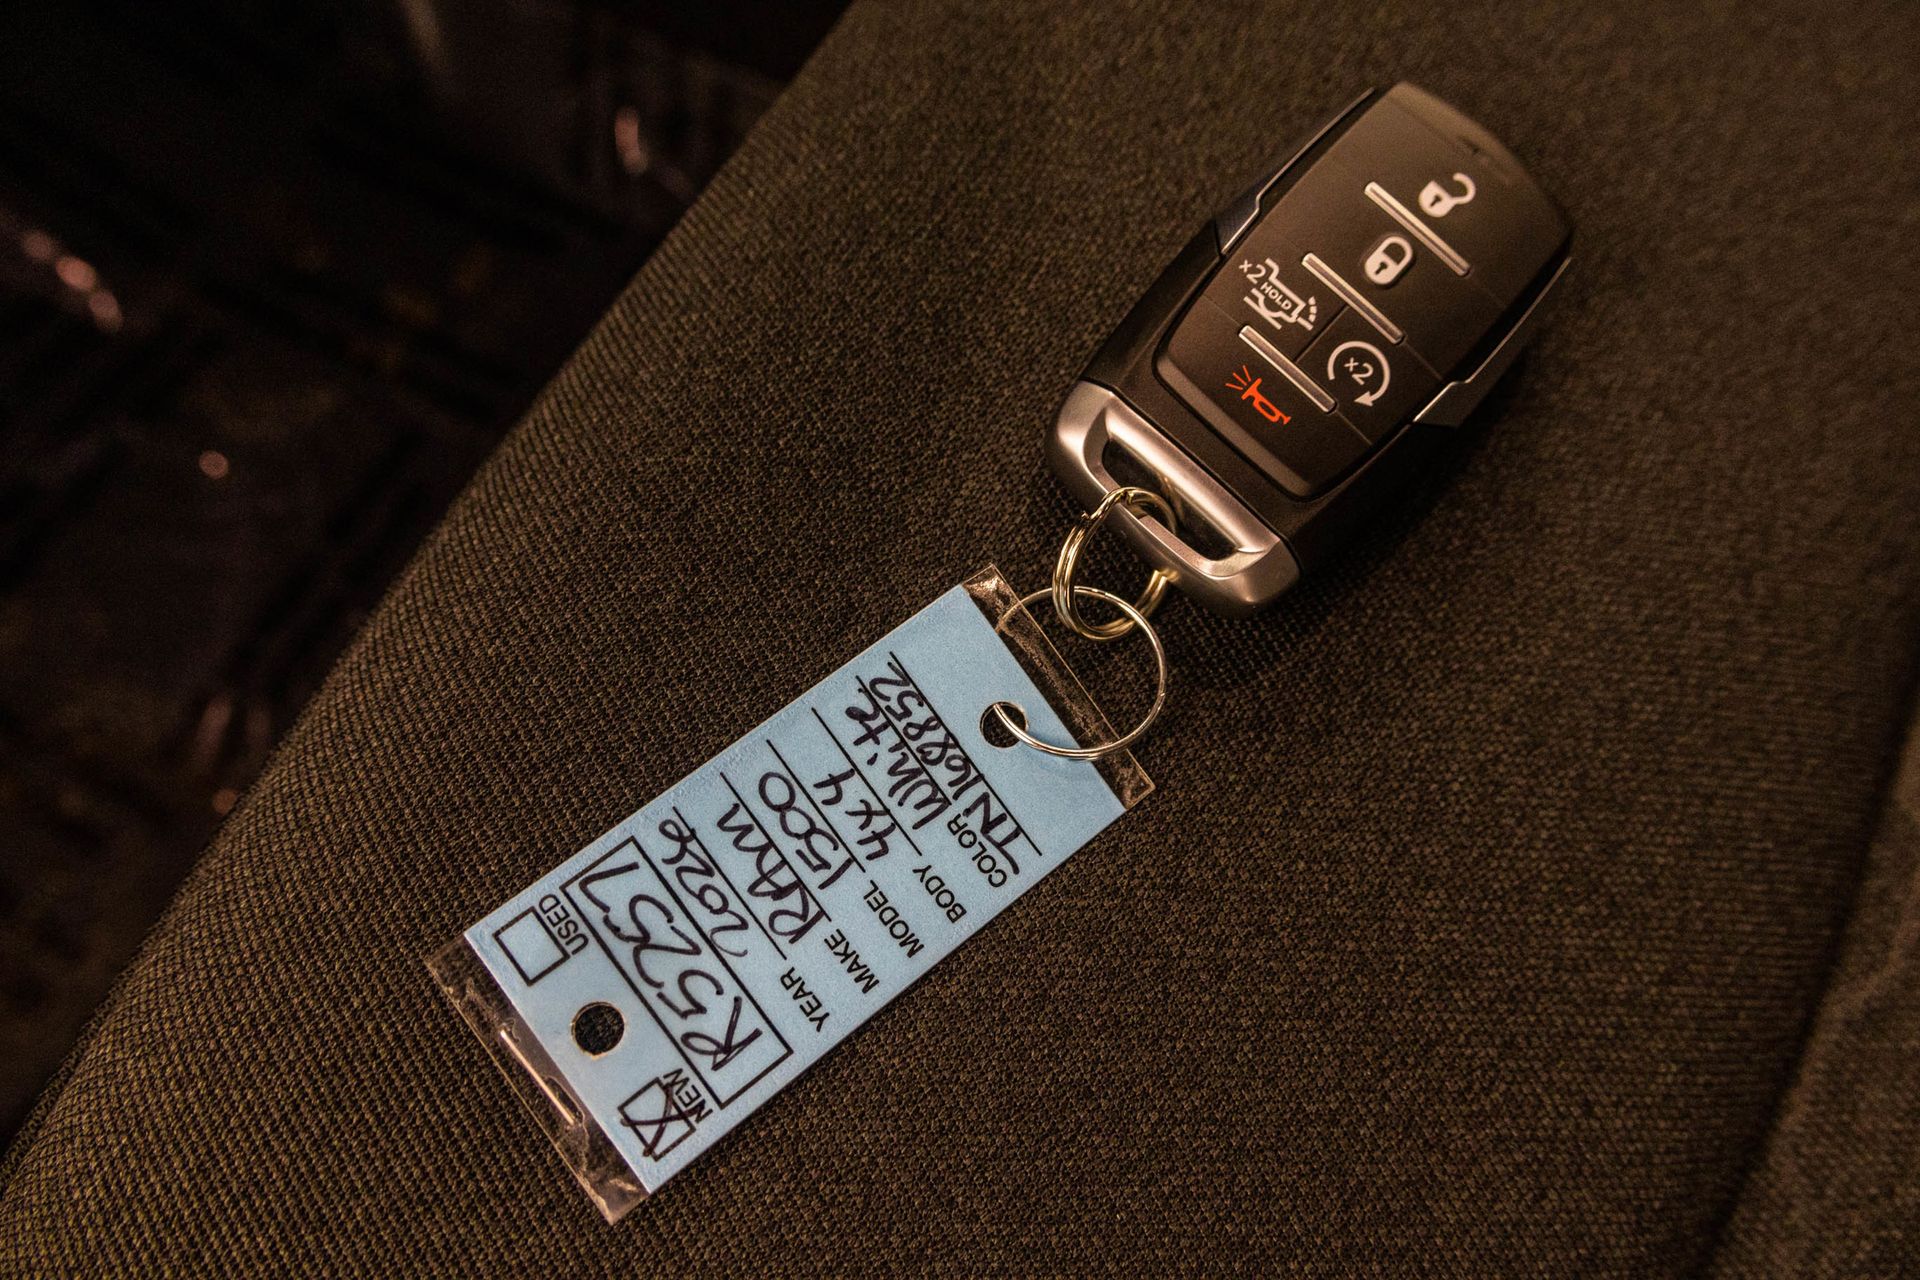 x2
HOLD
x2
NEW
USED
R5257
YEAR 2026
MAKE RAM
MODEL 1500
BODY 4x4
COLOR White
TN168852